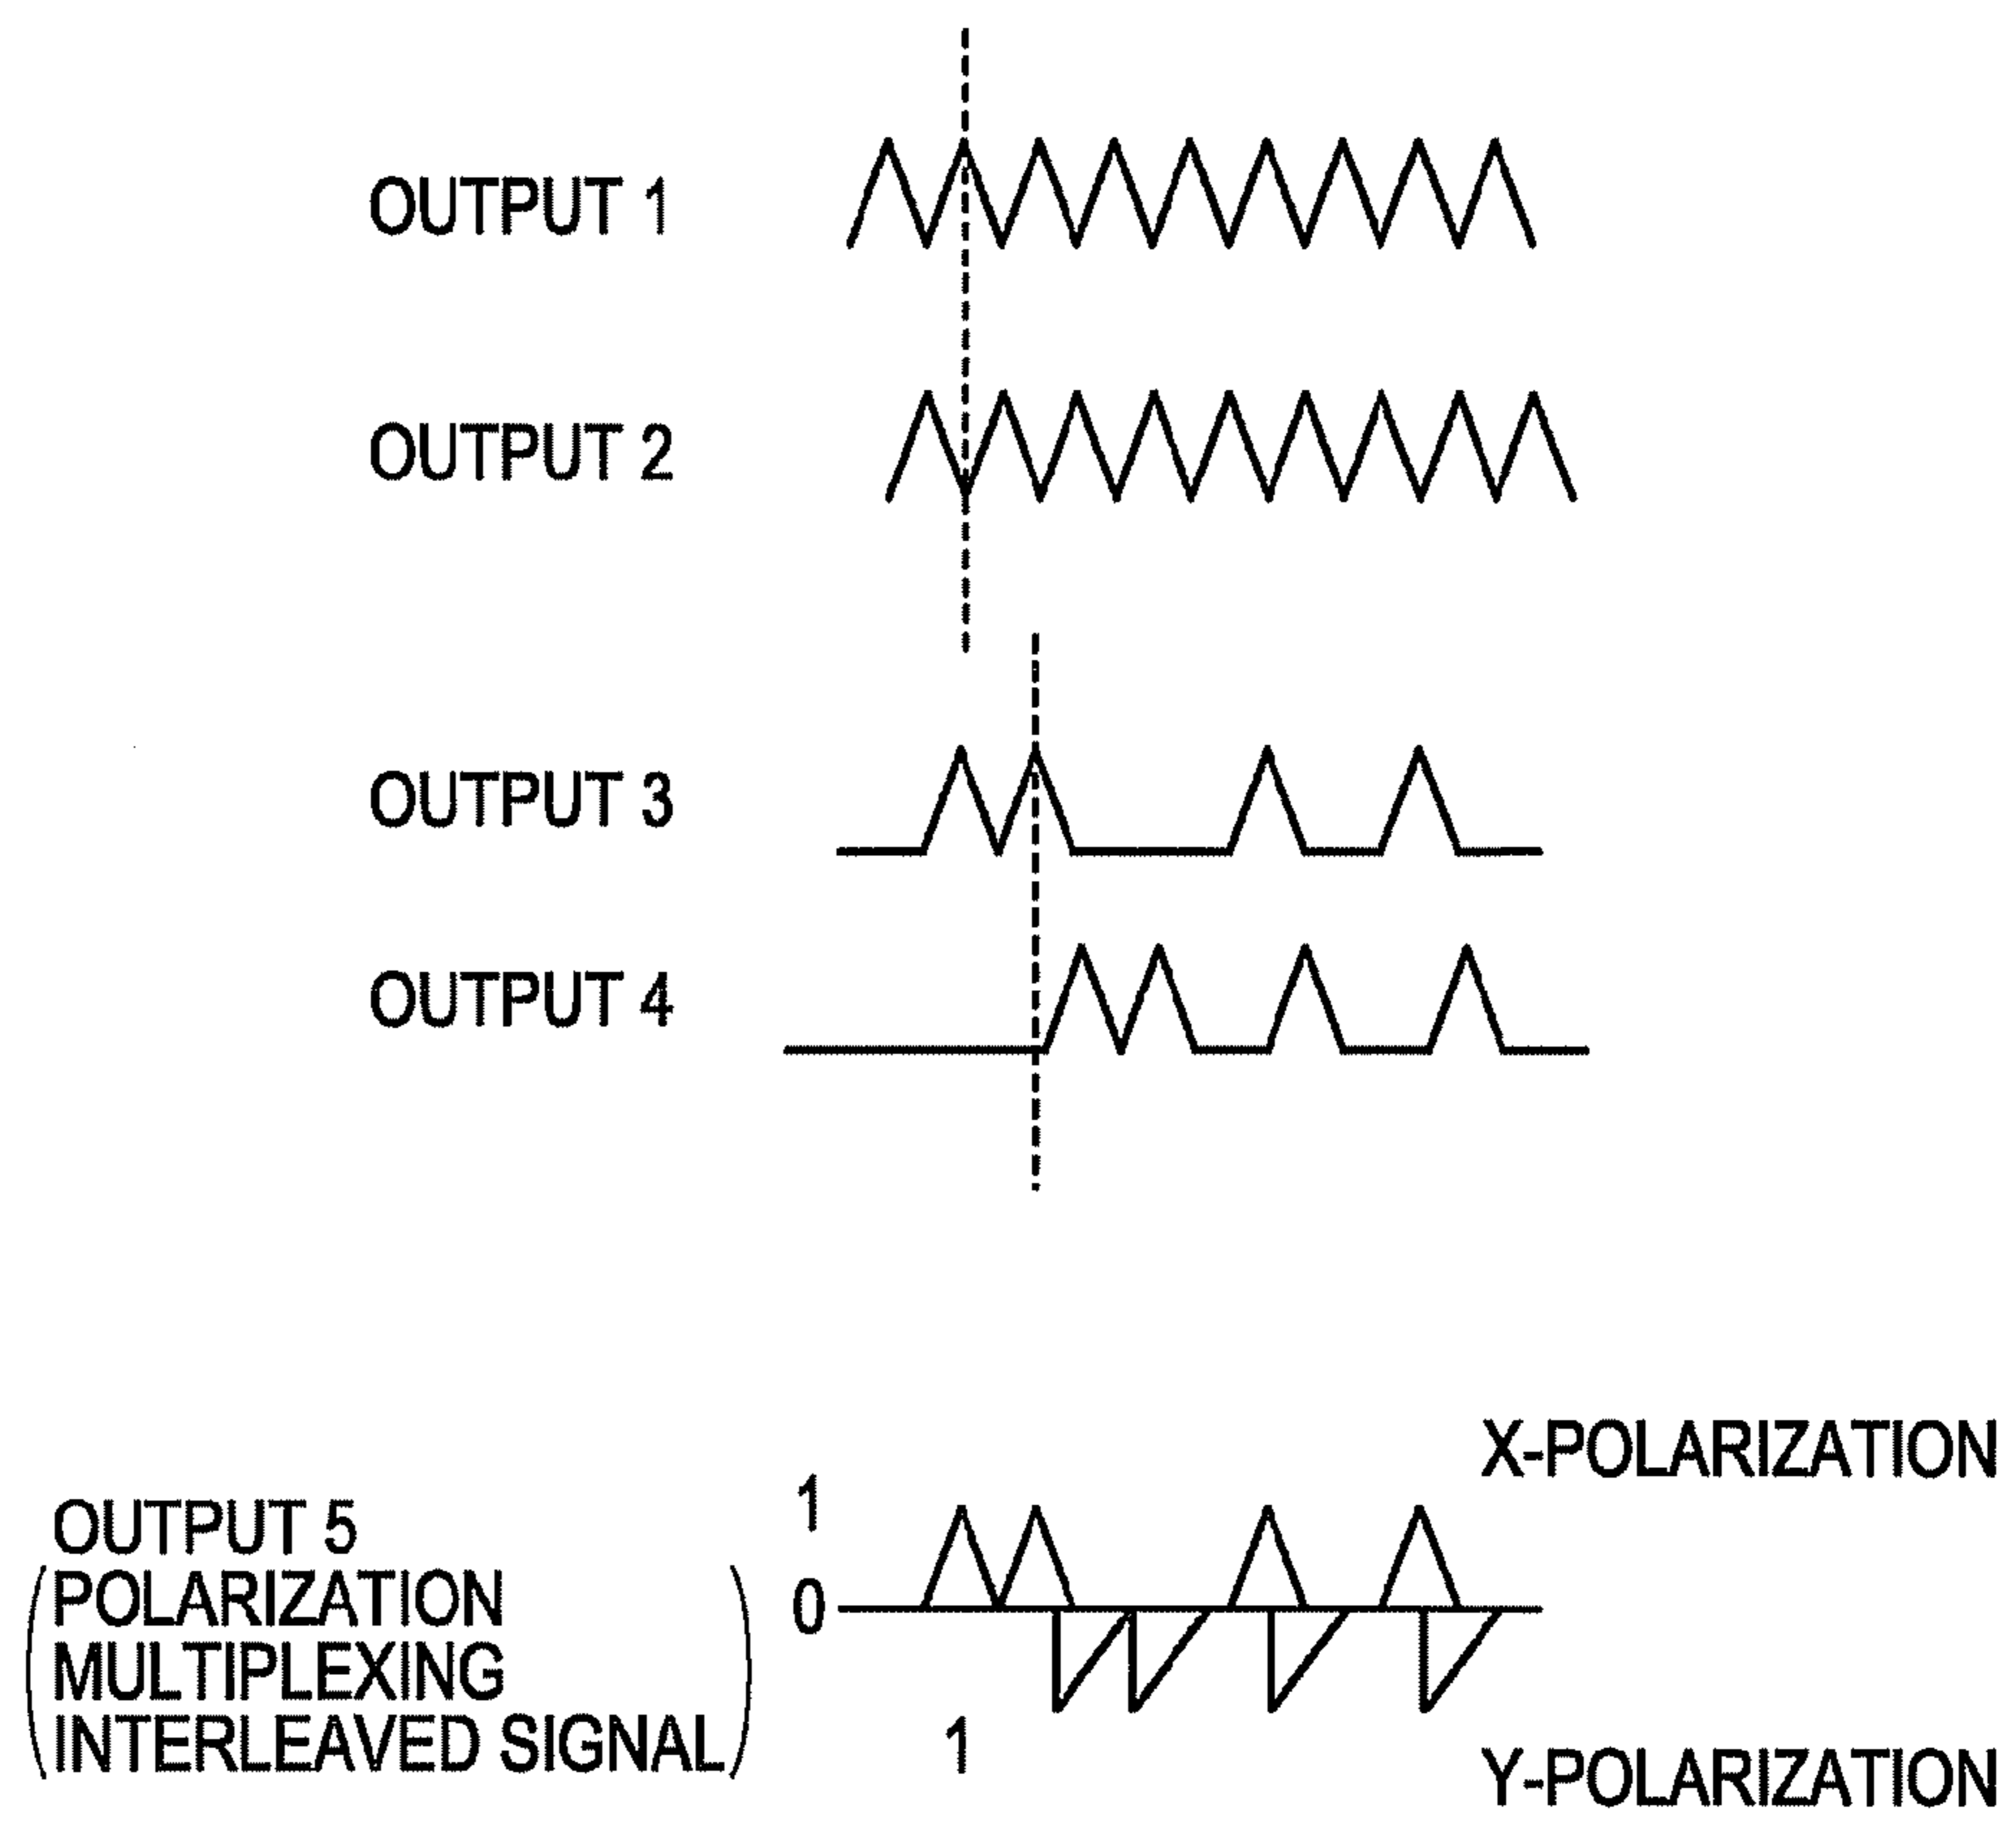 OUTPUT 1
OUTPUT 2
OUTPUT 3
OUTPUT 4
X-POLARIZATION
1
OUTPUT 5
POLARIZATION
0
MULTIPLEXING
INTERLEAVED SIGNAL
1
Y-POLARIZATION